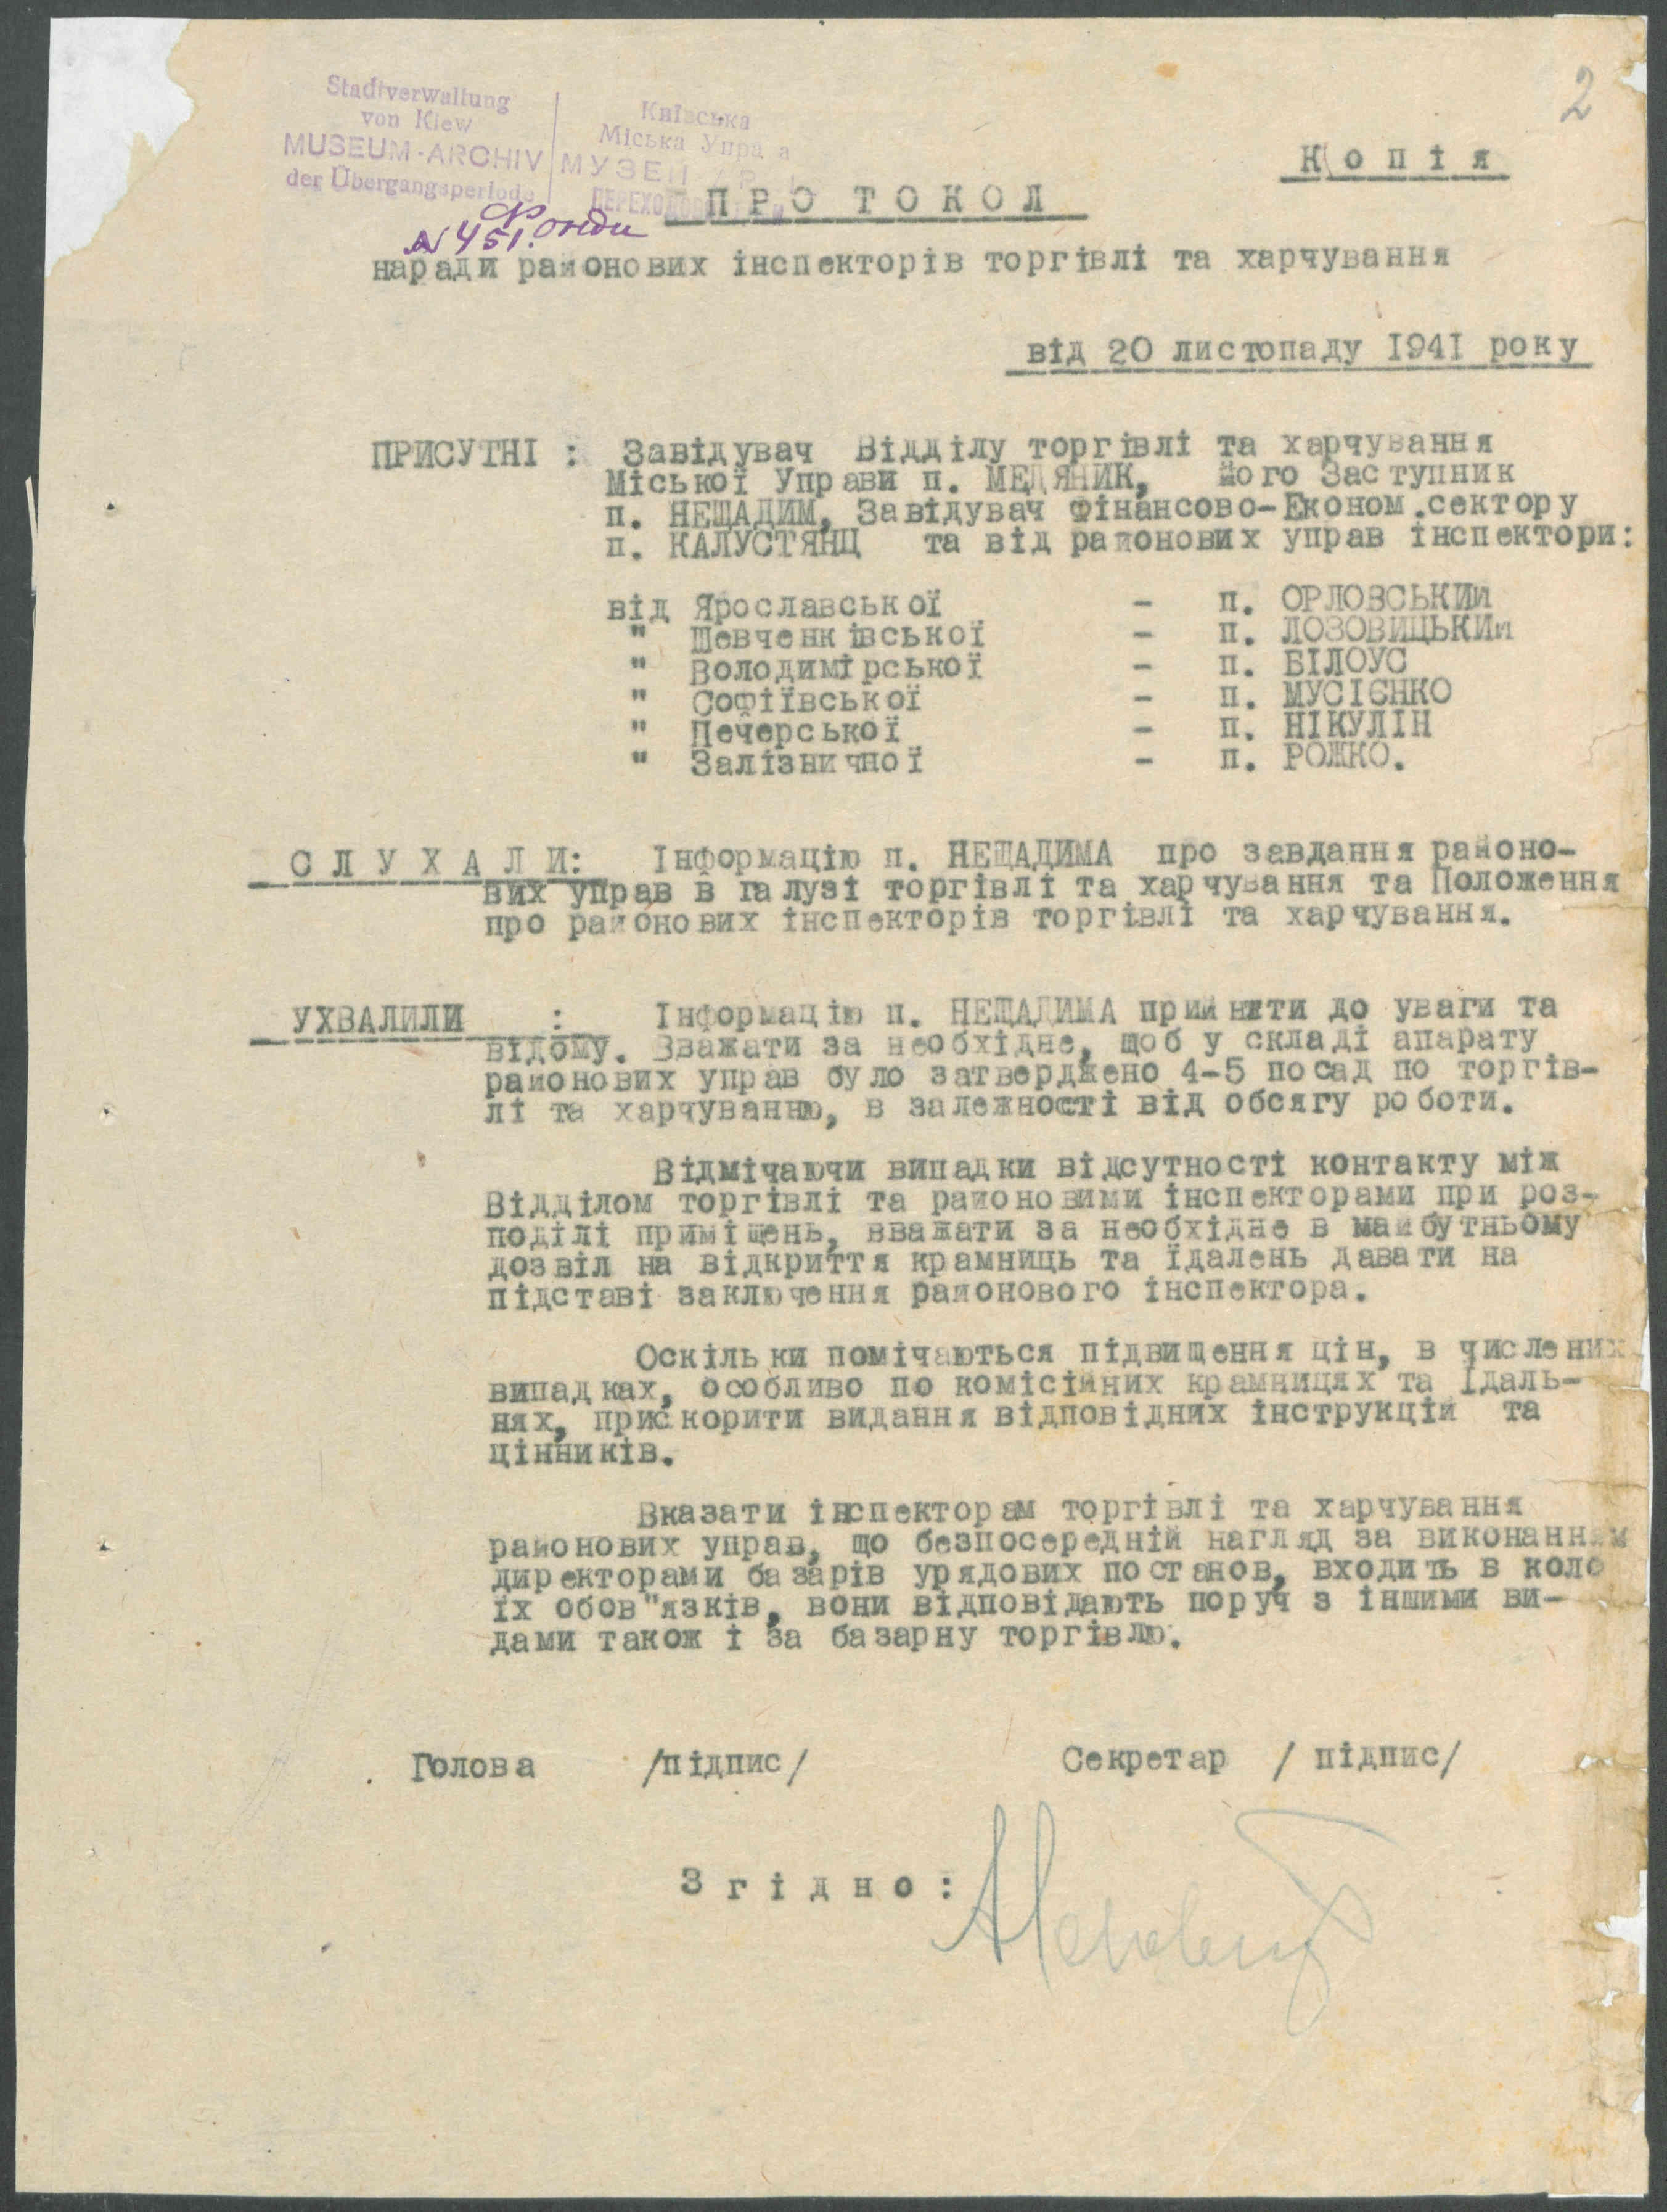 2
Stadtverwaltung
von Kiew
MUSEUM-ARCHIV
der Übergangsperiode
Київська
Міська Упра а
МУЗЕЙ
N 451. Фонди
Копія
ПРОТОКОЛ
наради районових інспекторів торгівлі та харчування
від 20 листопаду 1941 року
ПРИСУТНІ : Завідувач Відділу торгівлі та харчування
Міської Управи п. МЕДЯНИК, його Заступник
п. НЕЩАДИМ, Завідувач Фінансово-Економ.сектору
п. КАЛУСТЯНЦ та від районових управ інспектори:
від Ярославської - п. ОРЛОВСЬКИй
" Шевченківської - п. ЛОЗОВИЦЬКИй
" Володимірської - п. БІЛОУС
" Софіївської - п. МУСІЄНКО
" Печерської - п. НІКУЛІН
" Залізничної - п. РОЖКО.
СЛУХАЛИ: Інформацію п. НЕЩАДИМА про завдання районо-
вих управ в галузі торгівлі та харчування та Положення
про районових інспекторів торгівлі та харчування.
УХВАЛИЛИ : Інформацію п. НЕЩАДИМА прийняти до уваги та
відому. Вважати за необхідне, щоб у складі апарату
районових управ було затверджено 4-5 посад по торгів-
лі та харчуванню, в залежності від обсягу роботи.
Відмічаючи випадки відсутності контакту між
Відділом торгівлі та районовими інспекторами при роз-
поділі приміщень, вважати за необхідне в майбутньому
дозвіл на відкриття крамниць та їдалень давати на
підставі заключення районового інспектора.
Оскільки помічаються підвищення цін, в числених
випадках, особливо по комісійних крамницях та їдаль-
нях, прискорити видання відповідних інструкцій та
цінників.
Вказати інспекторам торгівлі та харчування
районових управ, що безпосередній нагляд за виконанням
директорами базарів урядових постанов, входить в коло
їх обов"язків, вони відповідають поруч з іншими ви-
дами також і за базарну торгівлю.
Голова /підпис/ Секретар / підпис/
Згідно: